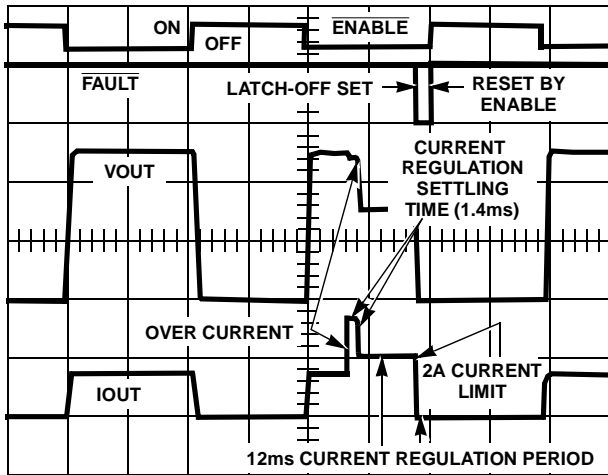 ON
OFF
ENABLE
FAULT
LATCH-OFF SET
RESET BY
ENABLE
VOUT
CURRENT
REGULATION
SETTLING
TIME (1.4ms)
OVER CURRENT
2A CURRENT
LIMIT
IOUT
12ms CURRENT REGULATION PERIOD